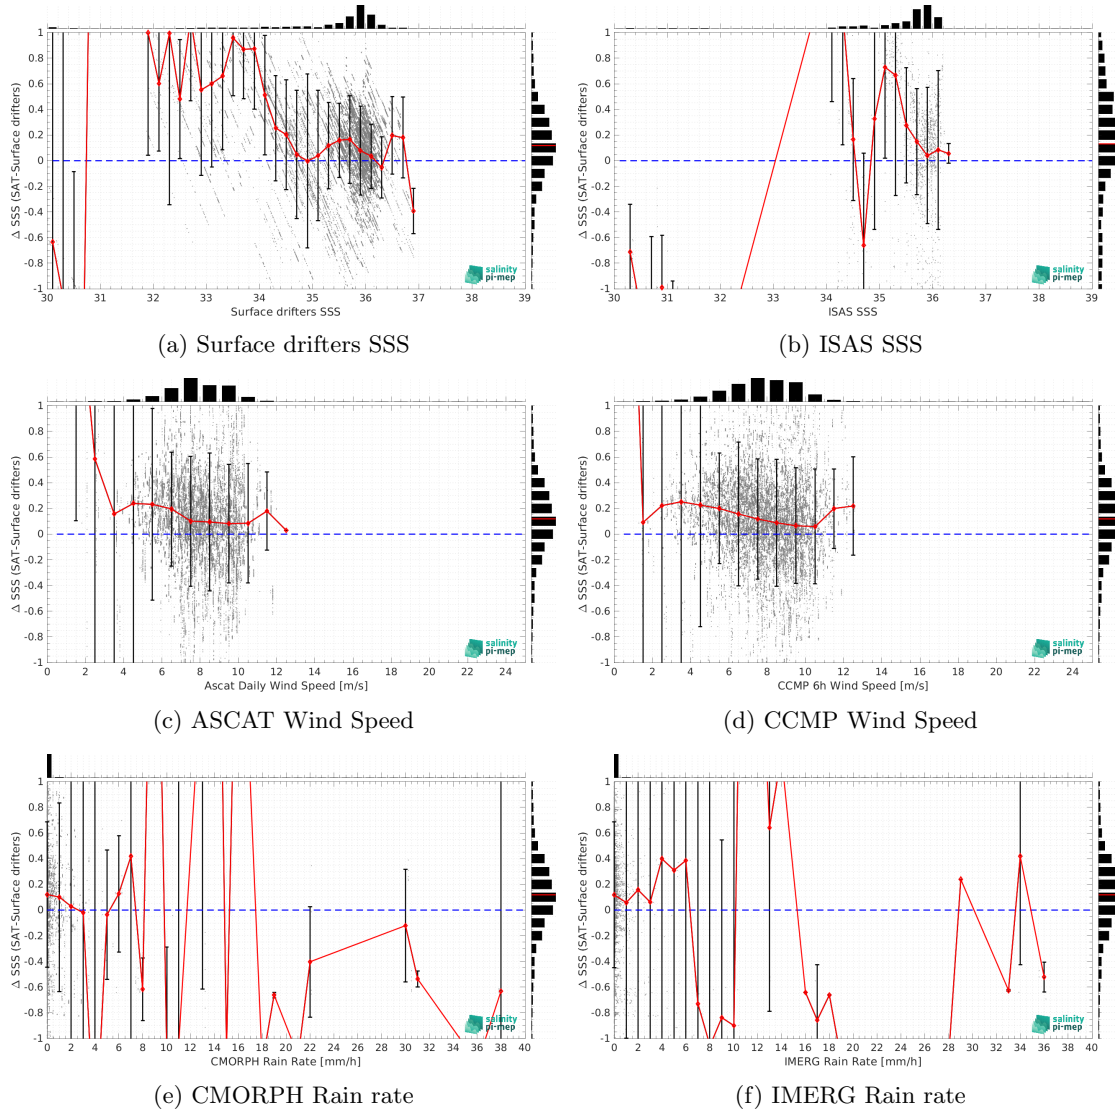 1
0.8
0.6
0.4
0.2
0
-0.2
-0.4
-0.6
-0.8
-1
Δ SSS (SAT-Surface drifters)
salinity
pi-mep
30 31 32 33 34 35 36 37 38 39
Surface drifters SSS
(a) Surface drifters SSS
1
0.8
0.6
0.4
0.2
0
-0.2
-0.4
-0.6
-0.8
-1
Δ SSS (SAT-Surface drifters)
salinity
pi-mep
30 31 32 33 34 35 36 37 38 39
ISAS SSS
(b) ISAS SSS
1
0.8
0.6
0.4
0.2
0
-0.2
-0.4
-0.6
-0.8
-1
Δ SSS (SAT-Surface drifters)
salinity
pi-mep
0 2 4 6 8 10 12 14 16 18 20 22 24
Ascat Daily Wind Speed [m/s]
(c) ASCAT Wind Speed
1
0.8
0.6
0.4
0.2
0
-0.2
-0.4
-0.6
-0.8
-1
Δ SSS (SAT-Surface drifters)
salinity
pi-mep
0 2 4 6 8 10 12 14 16 18 20 22 24
CCMP 6h Wind Speed [m/s]
(d) CCMP Wind Speed
1
0.8
0.6
0.4
0.2
0
-0.2
-0.4
-0.6
-0.8
-1
Δ SSS (SAT-Surface drifters)
salinity
pi-mep
0 2 4 6 8 10 12 14 16 18 20 22 24 26 28 30 32 34 36 38 40
CMORPH Rain Rate [mm/h]
(e) CMORPH Rain rate
1
0.8
0.6
0.4
0.2
0
-0.2
-0.4
-0.6
-0.8
-1
Δ SSS (SAT-Surface drifters)
salinity
pi-mep
0 2 4 6 8 10 12 14 16 18 20 22 24 26 28 30 32 34 36 38 40
IMERG Rain Rate [mm/h]
(f) IMERG Rain rate